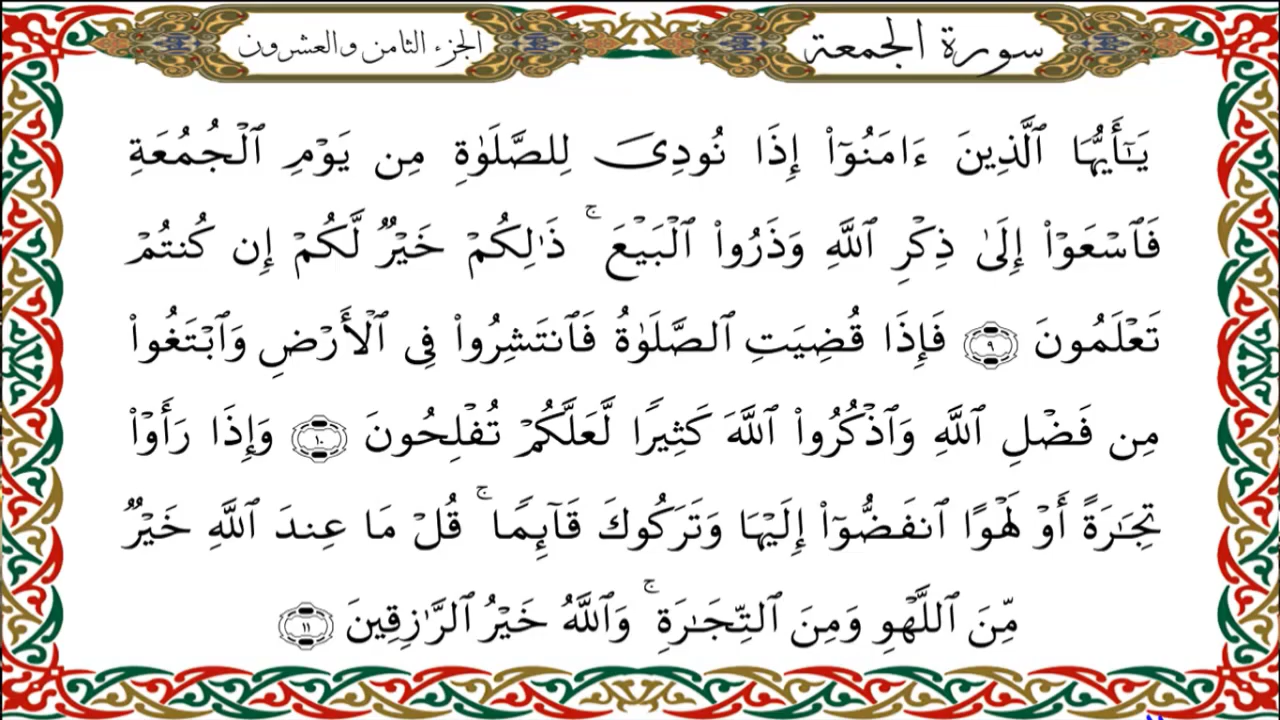 سورة الجمعة
الجزء الثامن والعشرون
يَـٰٓأَيُّهَا ٱلَّذِينَ ءَامَنُوٓا۟ إِذَا نُودِىَ لِلصَّلَوٰةِ مِن يَوْمِ ٱلْجُمُعَةِ
فَٱسْعَوْا۟ إِلَىٰ ذِكْرِ ٱللَّهِ وَذَرُوا۟ ٱلْبَيْعَ ۚ ذَٰلِكُمْ خَيْرٌ لَّكُمْ إِن كُنتُمْ
تَعْلَمُونَ ٩ فَإِذَا قُضِيَتِ ٱلصَّلَوٰةُ فَٱنتَشِرُوا۟ فِى ٱلْأَرْضِ وَٱبْتَغُوا۟
مِن فَضْلِ ٱللَّهِ وَٱذْكُرُوا۟ ٱللَّهَ كَثِيرًا لَّعَلَّكُمْ تُفْلِحُونَ ١٠ وَإِذَا رَأَوْا۟
تِجَـٰرَةً أَوْ لَهْوًا ٱنفَضُّوٓا۟ إِلَيْهَا وَتَرَكُوكَ قَآئِمًا ۚ قُلْ مَا عِندَ ٱللَّهِ خَيْرٌ
مِّنَ ٱللَّهْوِ وَمِنَ ٱلتِّجَـٰرَةِ ۚ وَٱللَّهُ خَيْرُ ٱلرَّٰزِقِينَ ١١